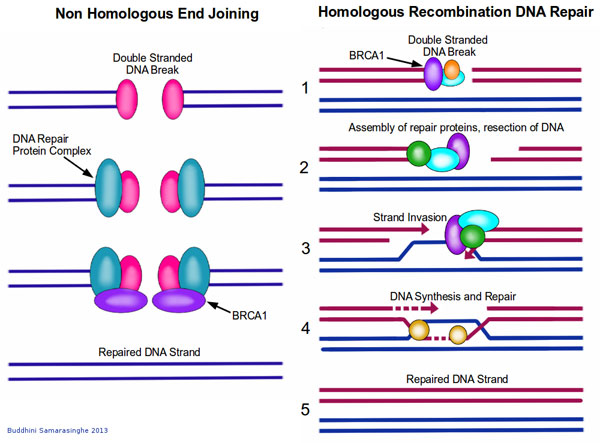 Non Homologous End Joining
Double Stranded
DNA Break
DNA Repair
Protein Complex
BRCA1
Repaired DNA Strand
Buddhini Samarasinghe 2013
Homologous Recombination DNA Repair
Double Stranded
DNA Break
BRCA1
1
Assembly of repair proteins, resection of DNA
2
Strand Invasion
3
DNA Synthesis and Repair
4
Repaired DNA Strand
5